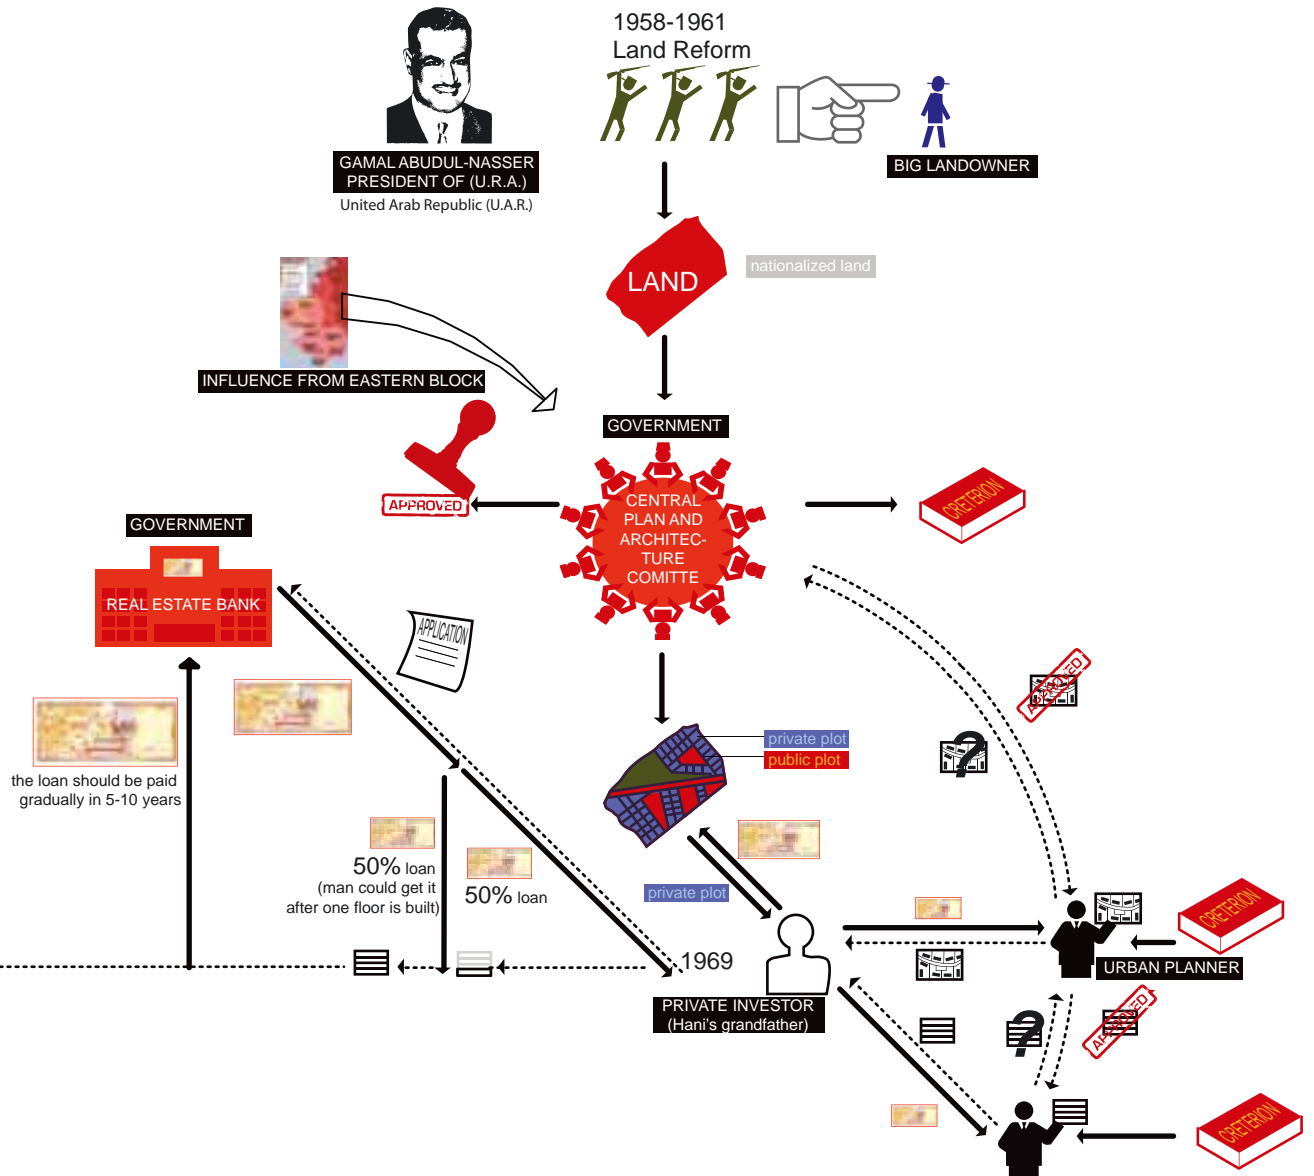 1958-1961
Land Reform
GAMAL ABUDUL-NASSER
PRESIDENT OF (U.R.A.)
United Arab Republic (U.A.R.)
BIG LANDOWNER
LAND
nationalized land
INFLUENCE FROM EASTERN BLOCK
GOVERNMENT
APPROVED
CENTRAL
PLAN AND
ARCHITEC-
TURE
COMITTE
CRETERION
GOVERNMENT
REAL ESTATE BANK
APPLICATION
APPROVED
private plot
public plot
the loan should be paid
gradually in 5-10 years
?
50% loan
(man could get it
after one floor is built)
50% loan
private plot
CRETERION
1969
URBAN PLANNER
PRIVATE INVESTOR
(Hani's grandfather)
?
APPROVED
CRETERION